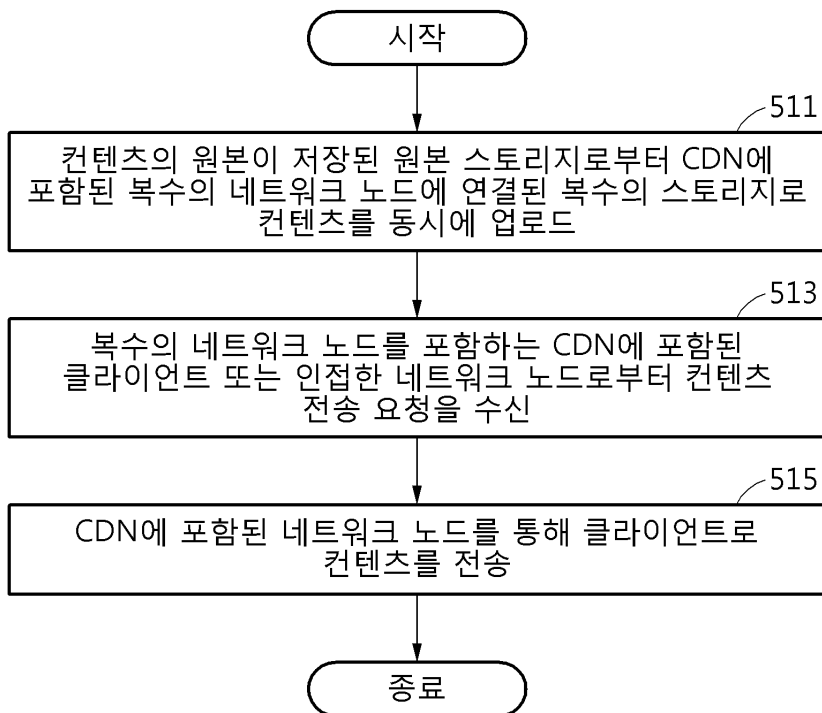 시작
511
컨텐츠의 원본이 저장된 원본 스토리지로부터 CDN에
포함된 복수의 네트워크 노드에 연결된 복수의 스토리지로
컨텐츠를 동시에 업로드
513
복수의 네트워크 노드를 포함하는 CDN에 포함된
클라이언트 또는 인접한 네트워크 노드로부터 컨텐츠
전송 요청을 수신
515
CDN에 포함된 네트워크 노드를 통해 클라이언트로
컨텐츠를 전송
종료